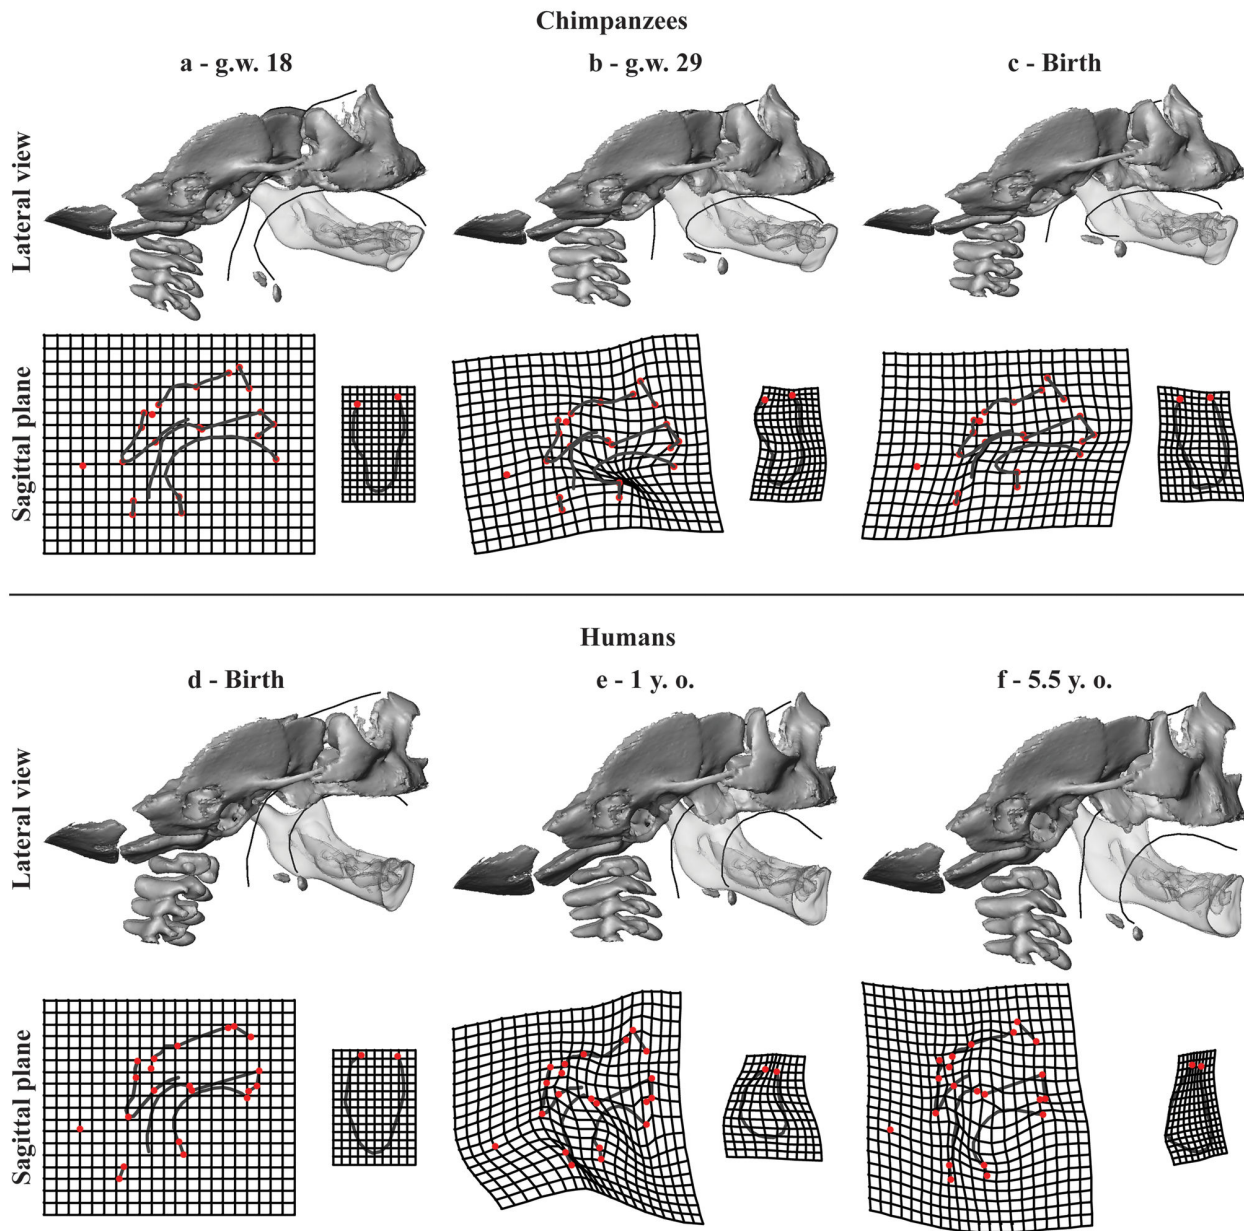 Chimpanzees
a - g.w. 18
b - g.w. 29
c - Birth
Lateral view
Sagittal plane
Humans
d - Birth
e - 1 y. o.
f - 5.5 y. o.
Lateral view
Sagittal plane